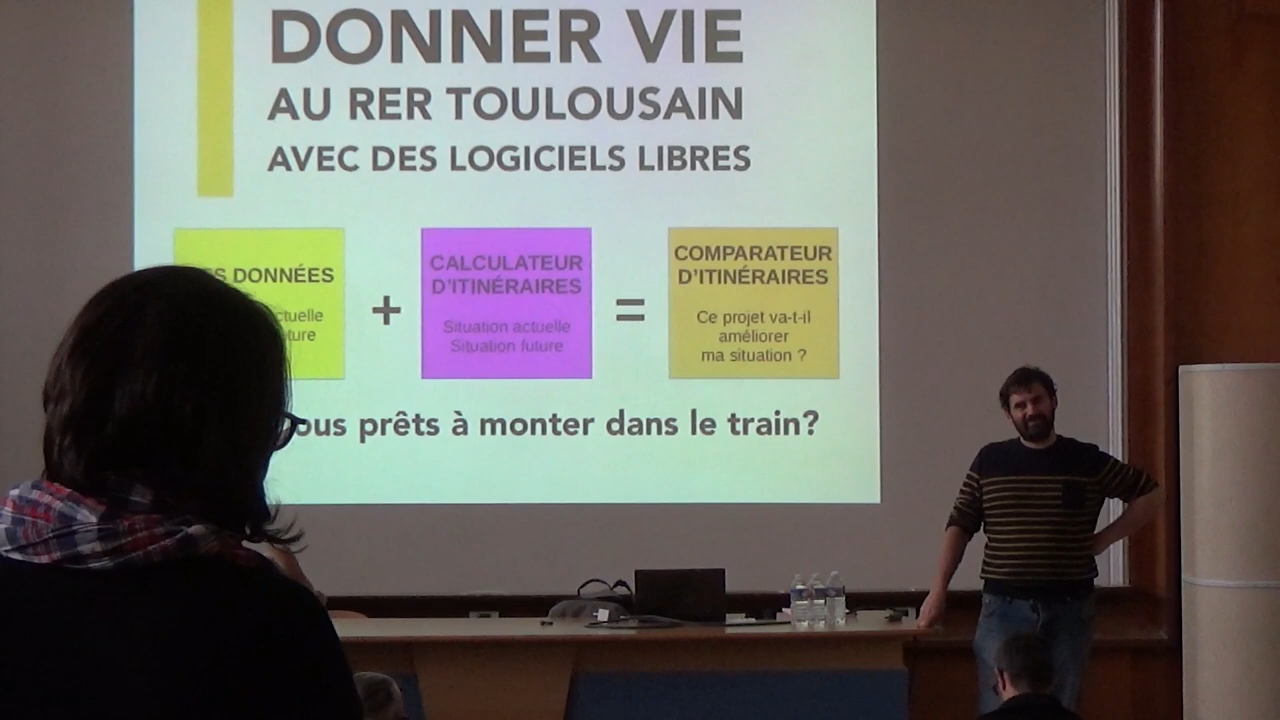 DONNER VIE
AU RER TOULOUSAIN
AVEC DES LOGICIELS LIBRES
DONNÉES
CALCULATEUR
D'ITINÉRAIRES
Situation actuelle
Situation future
+
=
COMPARATEUR
D'ITINÉRAIRES
Ce projet va-t-il
améliorer
ma situation ?
prêts à monter dans le train?